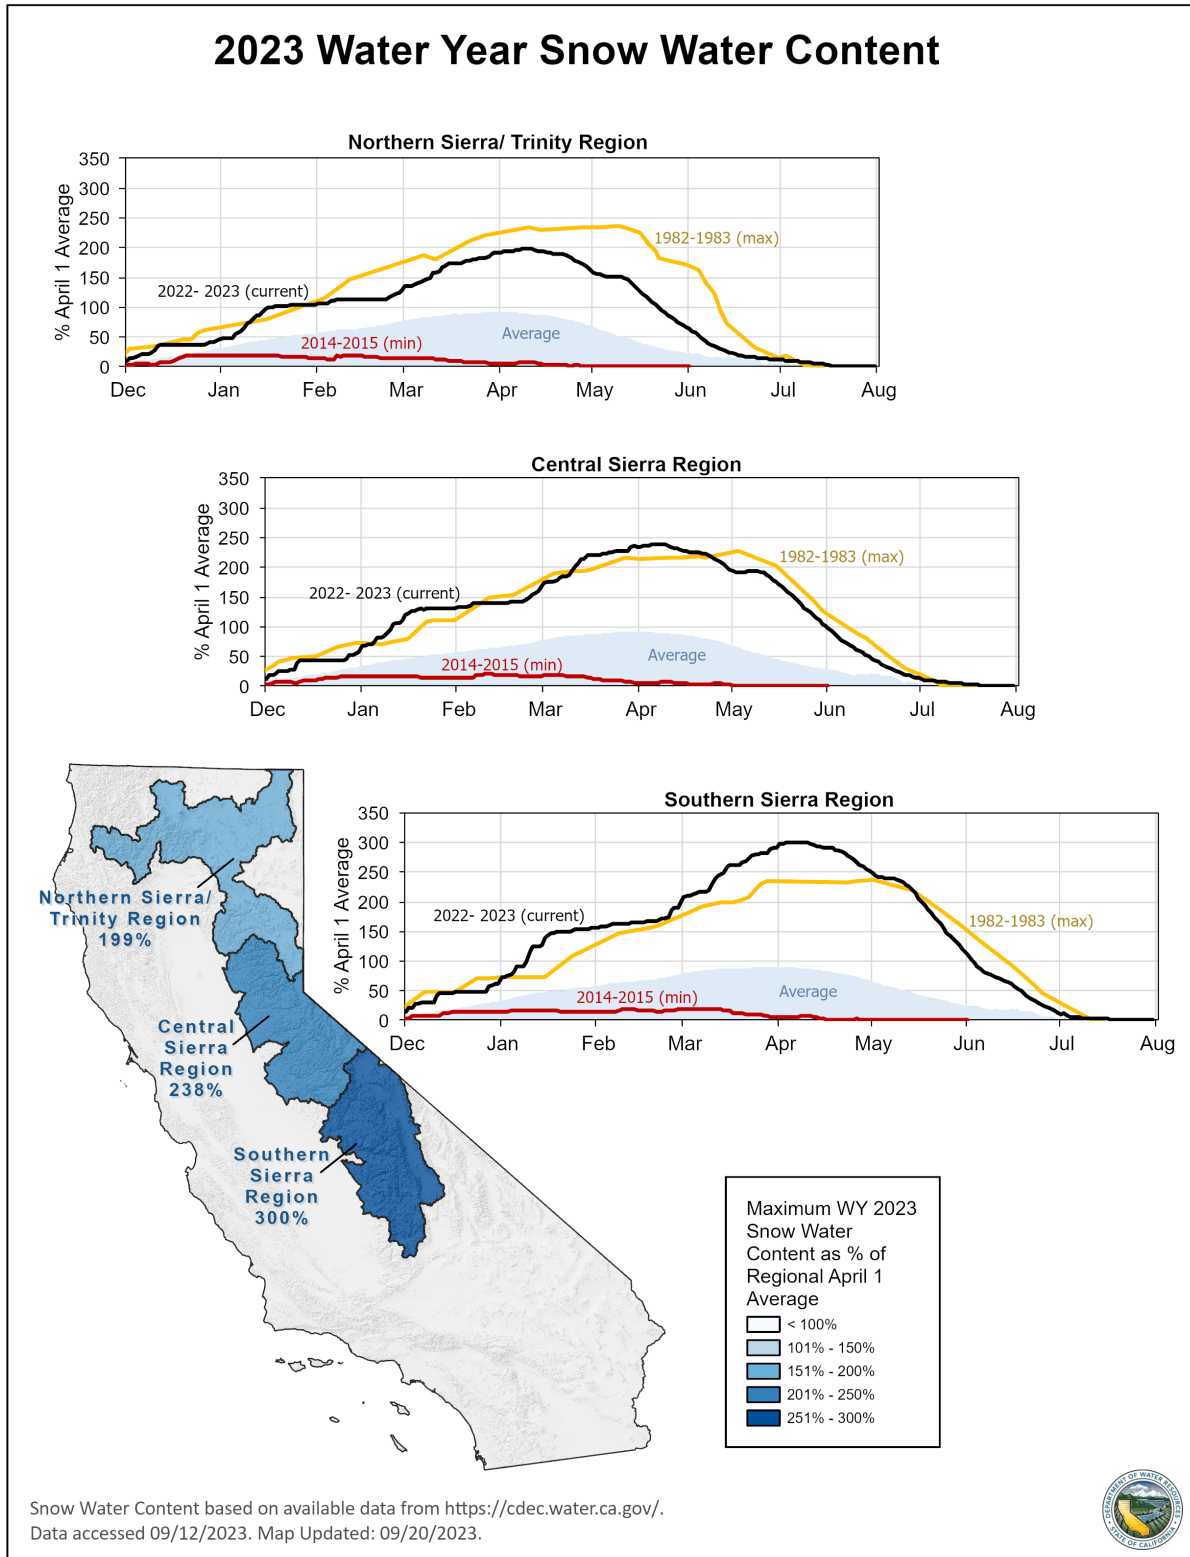 2023 Water Year Snow Water Content
Northern Sierra/ Trinity Region
% April 1 Average
350
300
250
200
150
100
50
0
1982-1983 (max)
2022- 2023 (current)
Average
2014-2015 (min)
Dec Jan Feb Mar Apr May Jun Jul Aug
Central Sierra Region
% April 1 Average
350
300
250
200
150
100
50
0
1982-1983 (max)
2022- 2023 (current)
Average
2014-2015 (min)
Dec Jan Feb Mar Apr May Jun Jul Aug
Southern Sierra Region
% April 1 Average
350
300
250
200
150
100
50
0
2022- 2023 (current)
1982-1983 (max)
Average
2014-2015 (min)
Dec Jan Feb Mar Apr May Jun Jul Aug
Northern Sierra/
Trinity Region
199%
Central
Sierra
Region
238%
Southern
Sierra
Region
300%
Maximum WY 2023
Snow Water
Content as % of
Regional April 1
Average
< 100%
101% - 150%
151% - 200%
201% - 250%
251% - 300%
Snow Water Content based on available data from https://cdec.water.ca.gov/.
Data accessed 09/12/2023. Map Updated: 09/20/2023.
DEPARTMENT OF WATER RESOURCES
STATE OF CALIFORNIA